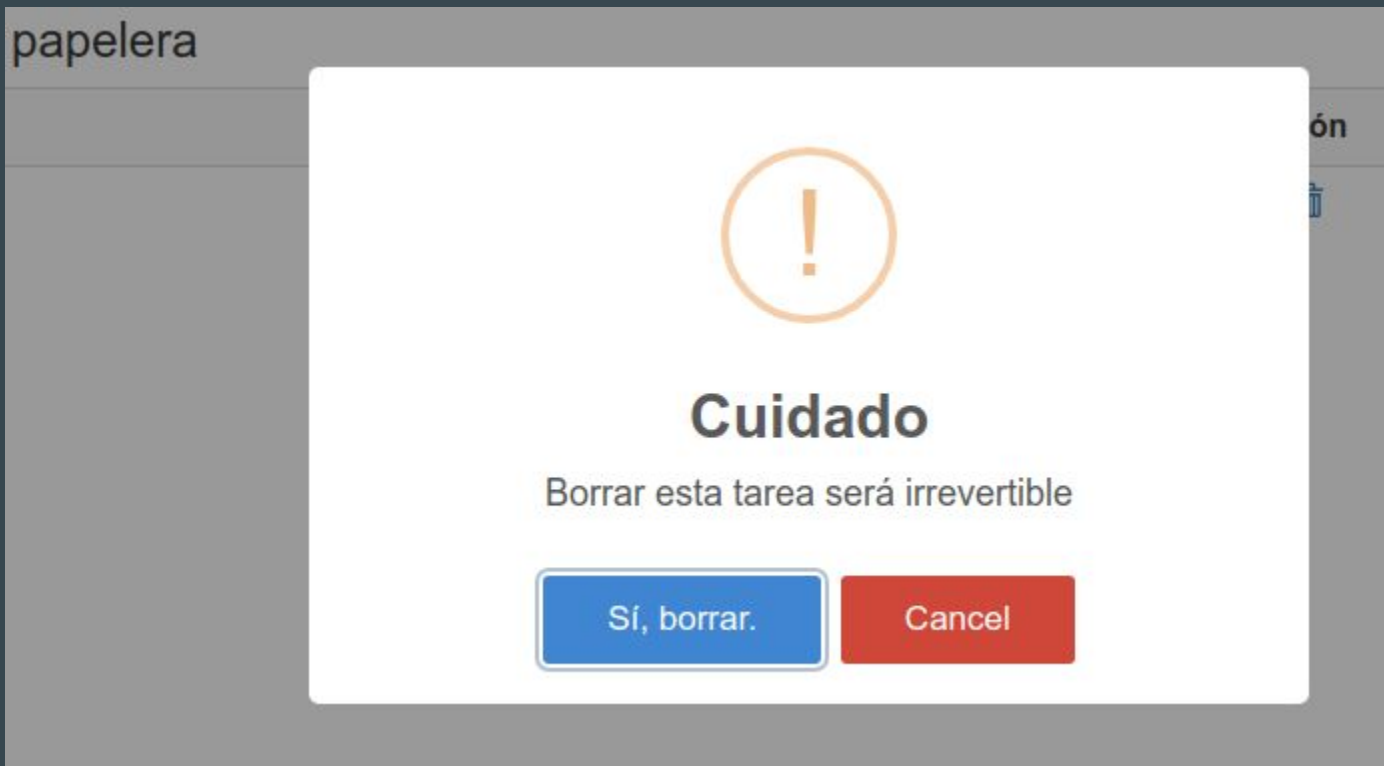 papelera
ón
!
Cuidado
Borrar esta tarea será irrevertible
Sí, borrar.
Cancel